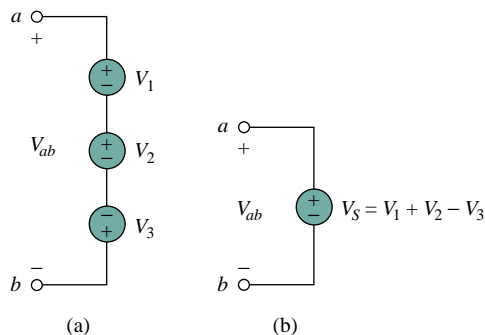 a
+
+
−
V1
Vab
+
−
V2
−
+
V3
−
b
(a)
a
+
Vab
+
−
VS = V1 + V2 − V3
−
b
(b)